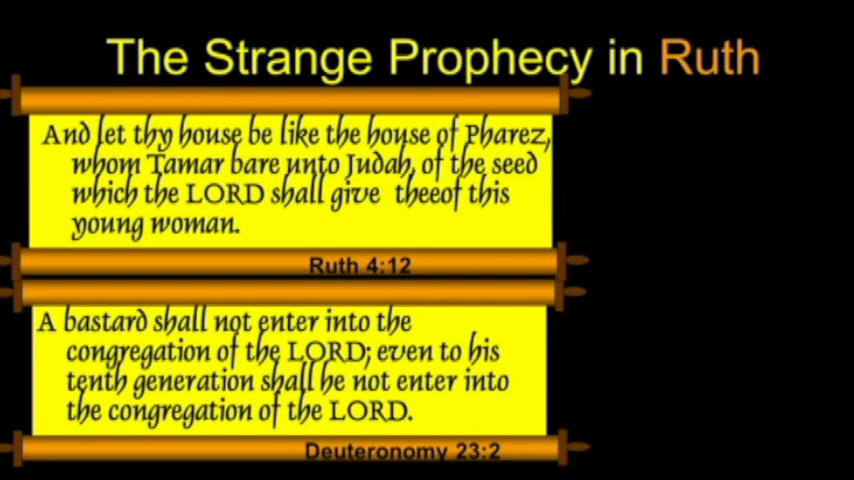 The Strange Prophecy in Ruth
And let thy house be like the house of Pharez,
whom Tamar bare unto Judah, of the seed
which the LORD shall give theeof this
young woman.
Ruth 4:12
A bastard shall not enter into the
congregation of the LORD; even to his
tenth generation shall he not enter into
the congregation of the LORD.
Deuteronomy 23:2